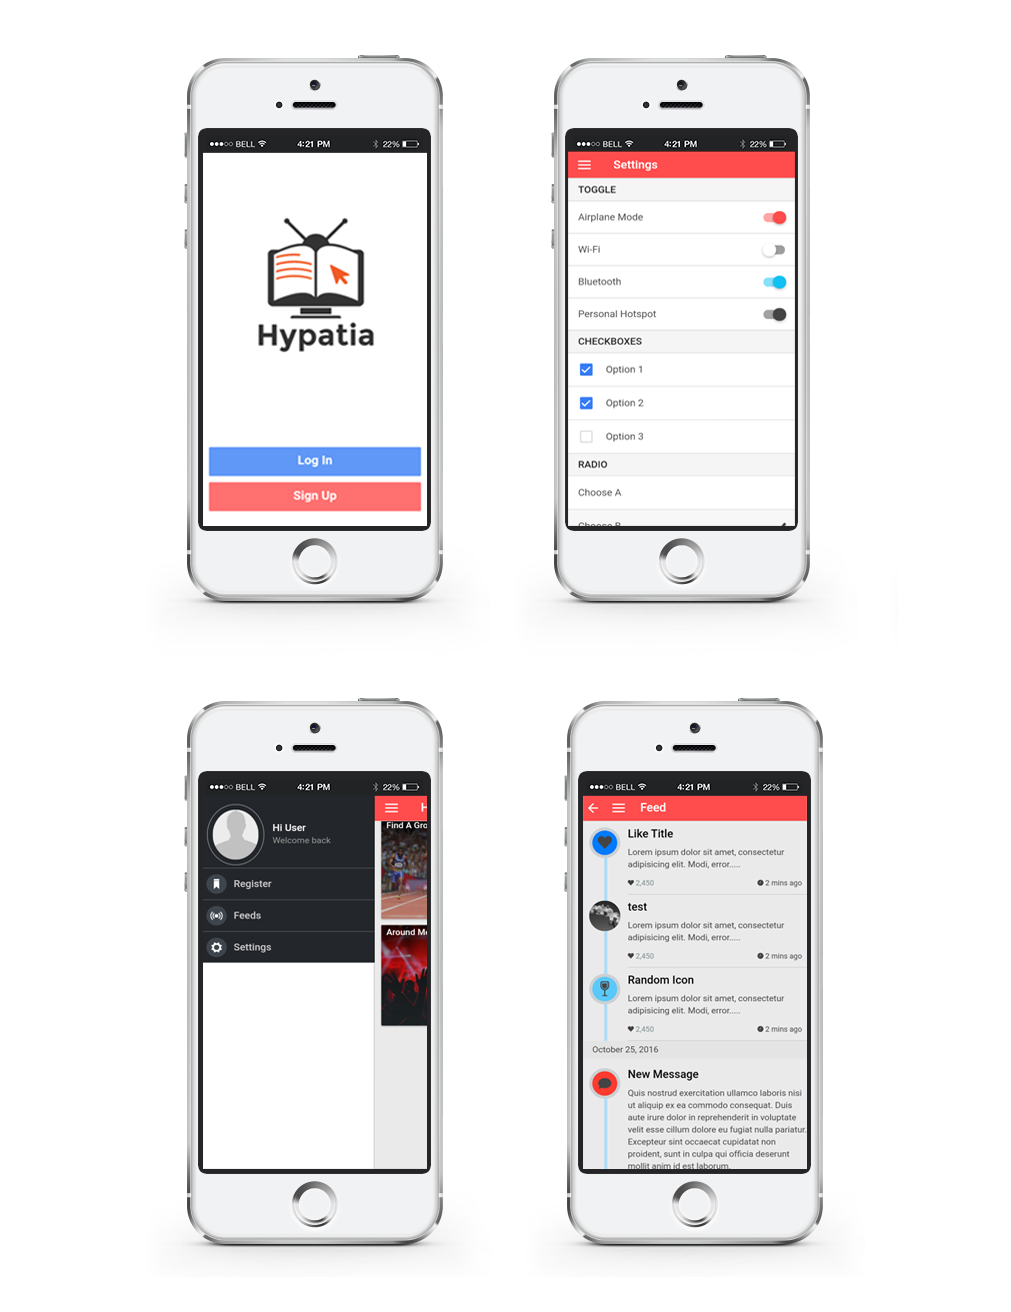 BELL 4:21 PM 22%
Hypatia
Log In
Sign Up
BELL 4:21 PM 22%
Settings
TOGGLE
Airplane Mode
Wi-Fi
Bluetooth
Personal Hotspot
CHECKBOXES
Option 1
Option 2
Option 3
RADIO
Choose A
Choose B
BELL 4:21 PM 22%
Hi User
Welcome back
Register
Feeds
Settings
H
Find A Gro
Around Me
BELL 4:21 PM 22%
Feed
Like Title
Lorem ipsum dolor sit amet, consectetur
adipisicing elit. Modi, error.....
2,450 2 mins ago
test
Lorem ipsum dolor sit amet, consectetur
adipisicing elit. Modi, error.....
2,450 2 mins ago
Random Icon
Lorem ipsum dolor sit amet, consectetur
adipisicing elit. Modi, error.....
2,450 2 mins ago
October 25, 2016
New Message
Quis nostrud exercitation ullamco laboris nisi
ut aliquip ex ea commodo consequat. Duis
aute irure dolor in reprehenderit in voluptate
velit esse cillum dolore eu fugiat nulla pariatur.
Excepteur sint occaecat cupidatat non
proident, sunt in culpa qui officia deserunt
mollit anim id est laborum.